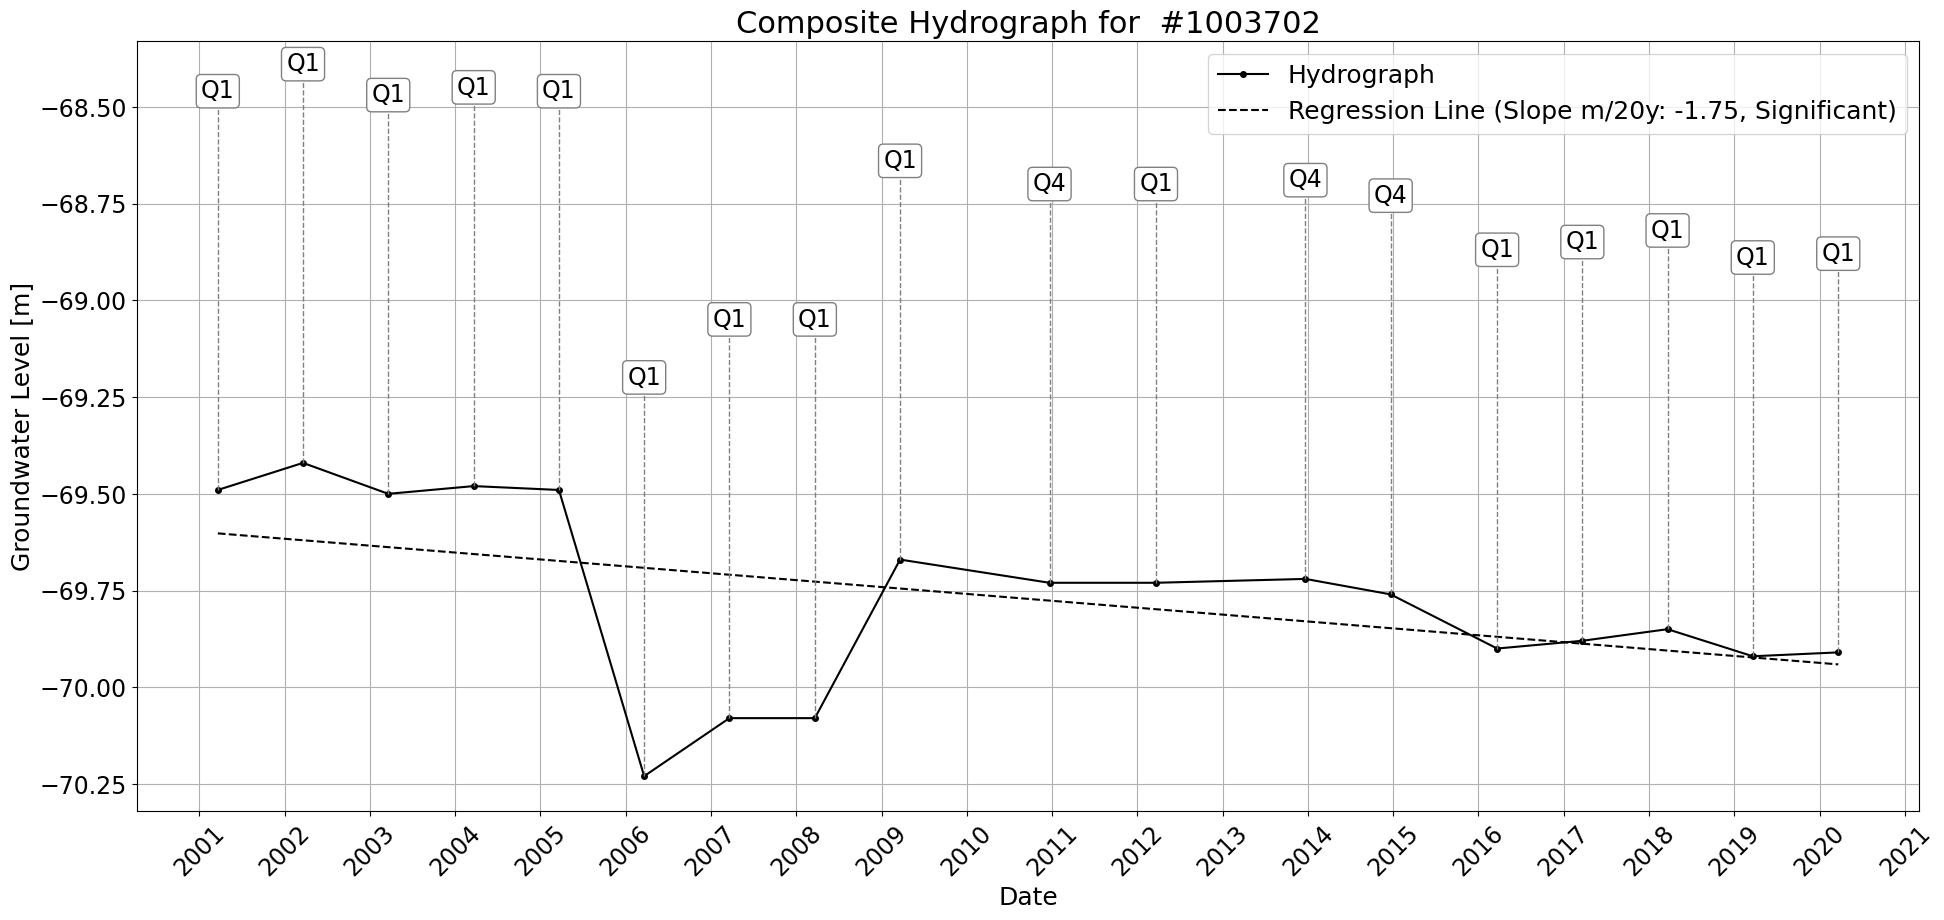 Composite Hydrograph for  #1003702
Hydrograph
Regression Line (Slope m/20y: -1.75, Significant)
Q1
Q1
Q1
Q1
Q1
Q1
Q1
Q1
Q1
Q4
Q1
Q4
Q4
Q1
Q1
Q1
Q1
Q1
Groundwater Level [m]
−68.50
−68.75
−69.00
−69.25
−69.50
−69.75
−70.00
−70.25
2001
2002
2003
2004
2005
2006
2007
2008
2009
2010
2011
2012
2013
2014
2015
2016
2017
2018
2019
2020
2021
Date